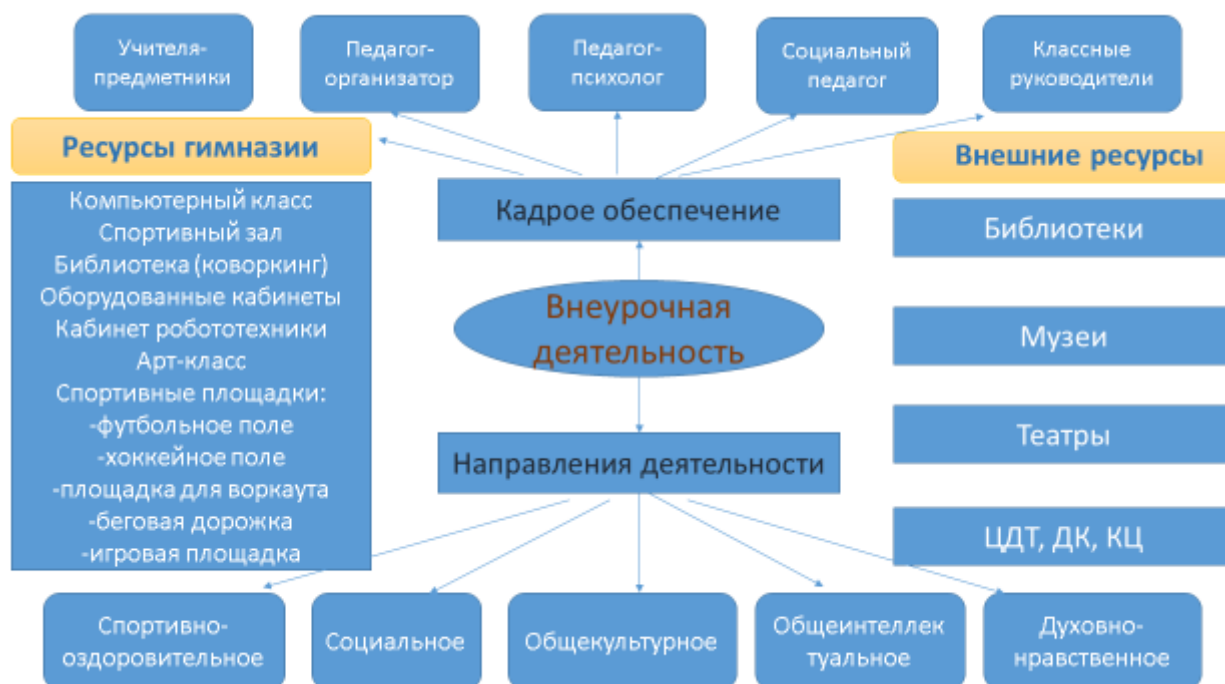 Учителя-
предметники
Педагог-
организатор
Педагог-
психолог
Социальный
педагог
Классные
руководители
Ресурсы гимназии
Внешние ресурсы
Компьютерный класс
Спортивный зал
Библиотека (коворкинг)
Оборудованные кабинеты
Кабинет робототехники
Арт-класс
Спортивные площадки:
-футбольное поле
-хоккейное поле
-площадка для воркаута
-беговая дорожка
-игровая площадка
Кадрое обеспечение
Внеурочная
деятельность
Направления деятельности
Библиотеки
Музеи
Театры
ЦДТ, ДК, КЦ
Спортивно-
оздоровительное
Социальное
Общекультурное
Общеинтеллек
туальное
Духовно-
нравственное